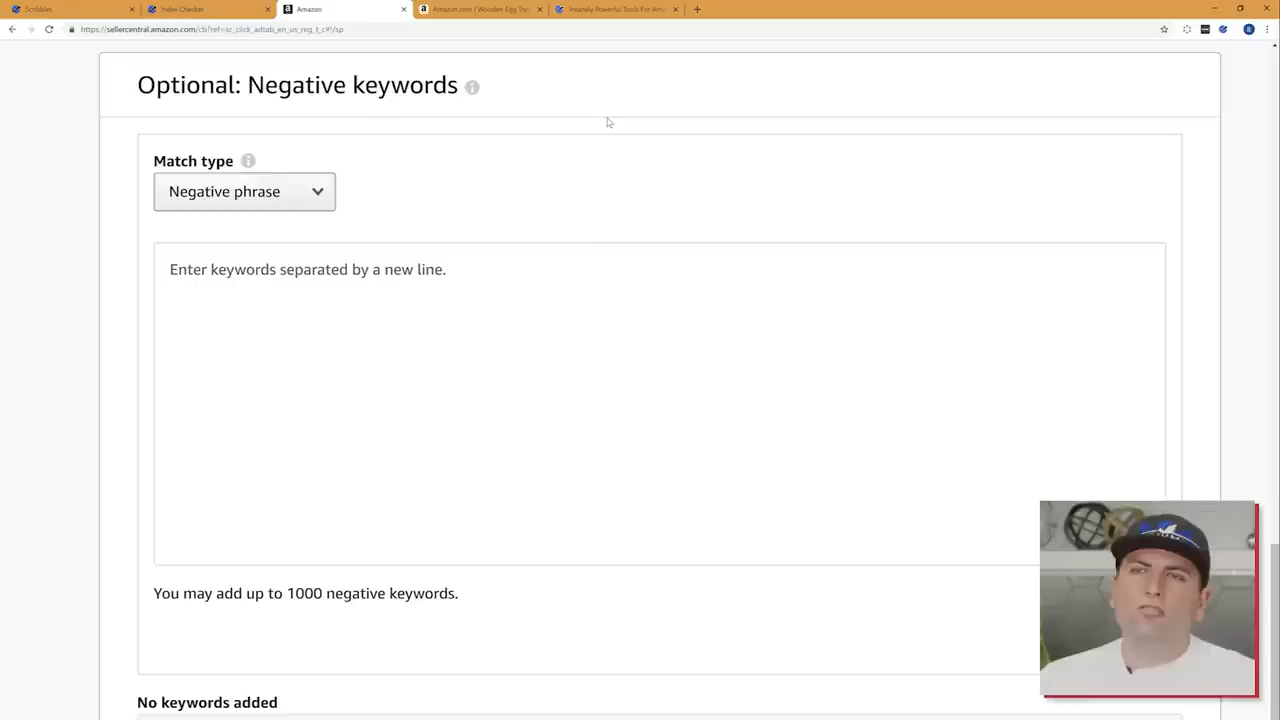 Scribbles
Index Checker
Amazon
Amazon.com | Wooden Egg Tra
Insanely Powerful Tools For Ama
https://sellercentral.amazon.com/cb?ref=sc_click_adtab_en_us_reg_t_c#!/sp
Optional: Negative keywords
Match type
Negative phrase
Enter keywords separated by a new line.
You may add up to 1000 negative keywords.
No keywords added